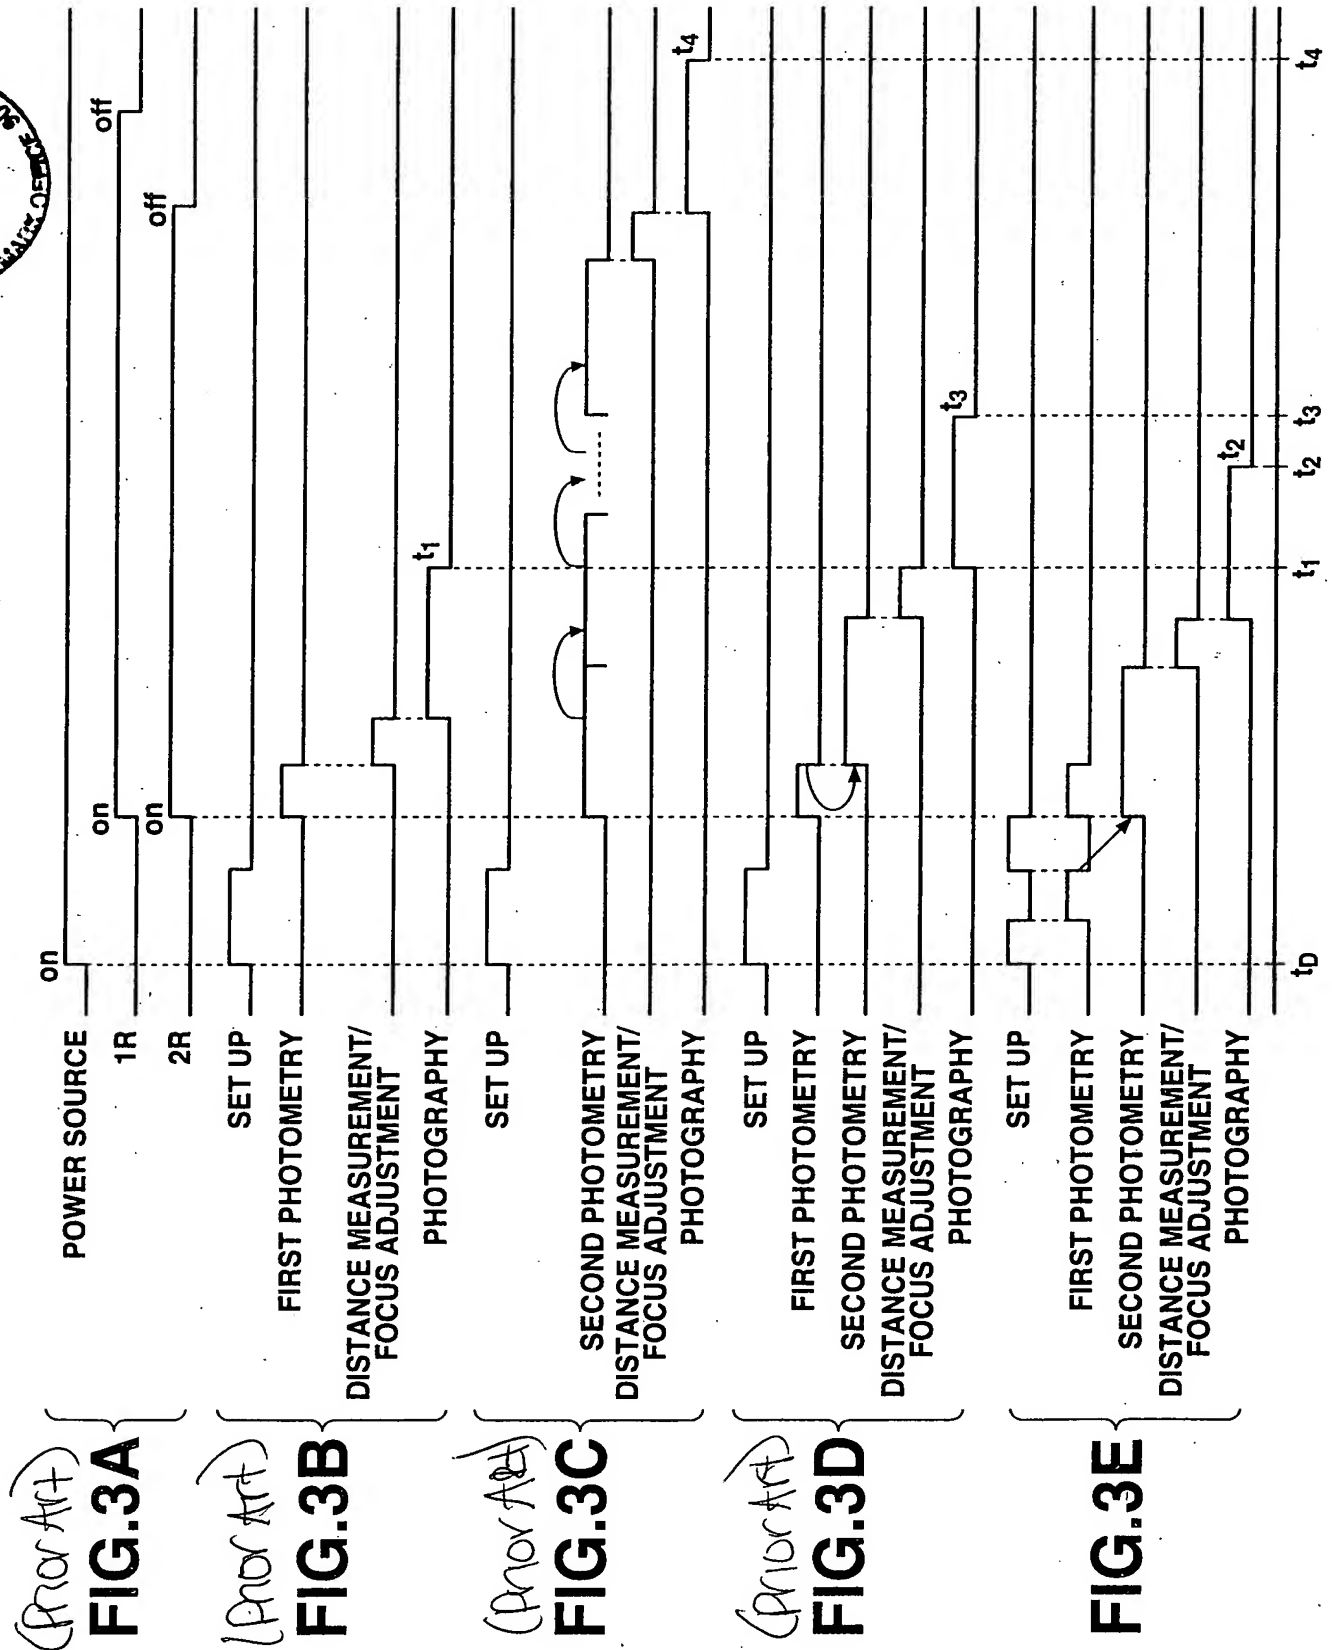 (Prior Art)
FIG.3A
POWER SOURCE
on
1R
on
off
2R
on
off
(Prior Art)
FIG.3B
SET UP
FIRST PHOTOMETRY
DISTANCE MEASUREMENT/
FOCUS ADJUSTMENT
PHOTOGRAPHY
t1
(Prior Art)
FIG.3C
SET UP
SECOND PHOTOMETRY
DISTANCE MEASUREMENT/
FOCUS ADJUSTMENT
PHOTOGRAPHY
t4
(Prior Art)
FIG.3D
SET UP
FIRST PHOTOMETRY
SECOND PHOTOMETRY
DISTANCE MEASUREMENT/
FOCUS ADJUSTMENT
PHOTOGRAPHY
t3
FIG.3E
SET UP
FIRST PHOTOMETRY
SECOND PHOTOMETRY
DISTANCE MEASUREMENT/
FOCUS ADJUSTMENT
PHOTOGRAPHY
t2
tD
t1
t2
t3
t4
OFFICE